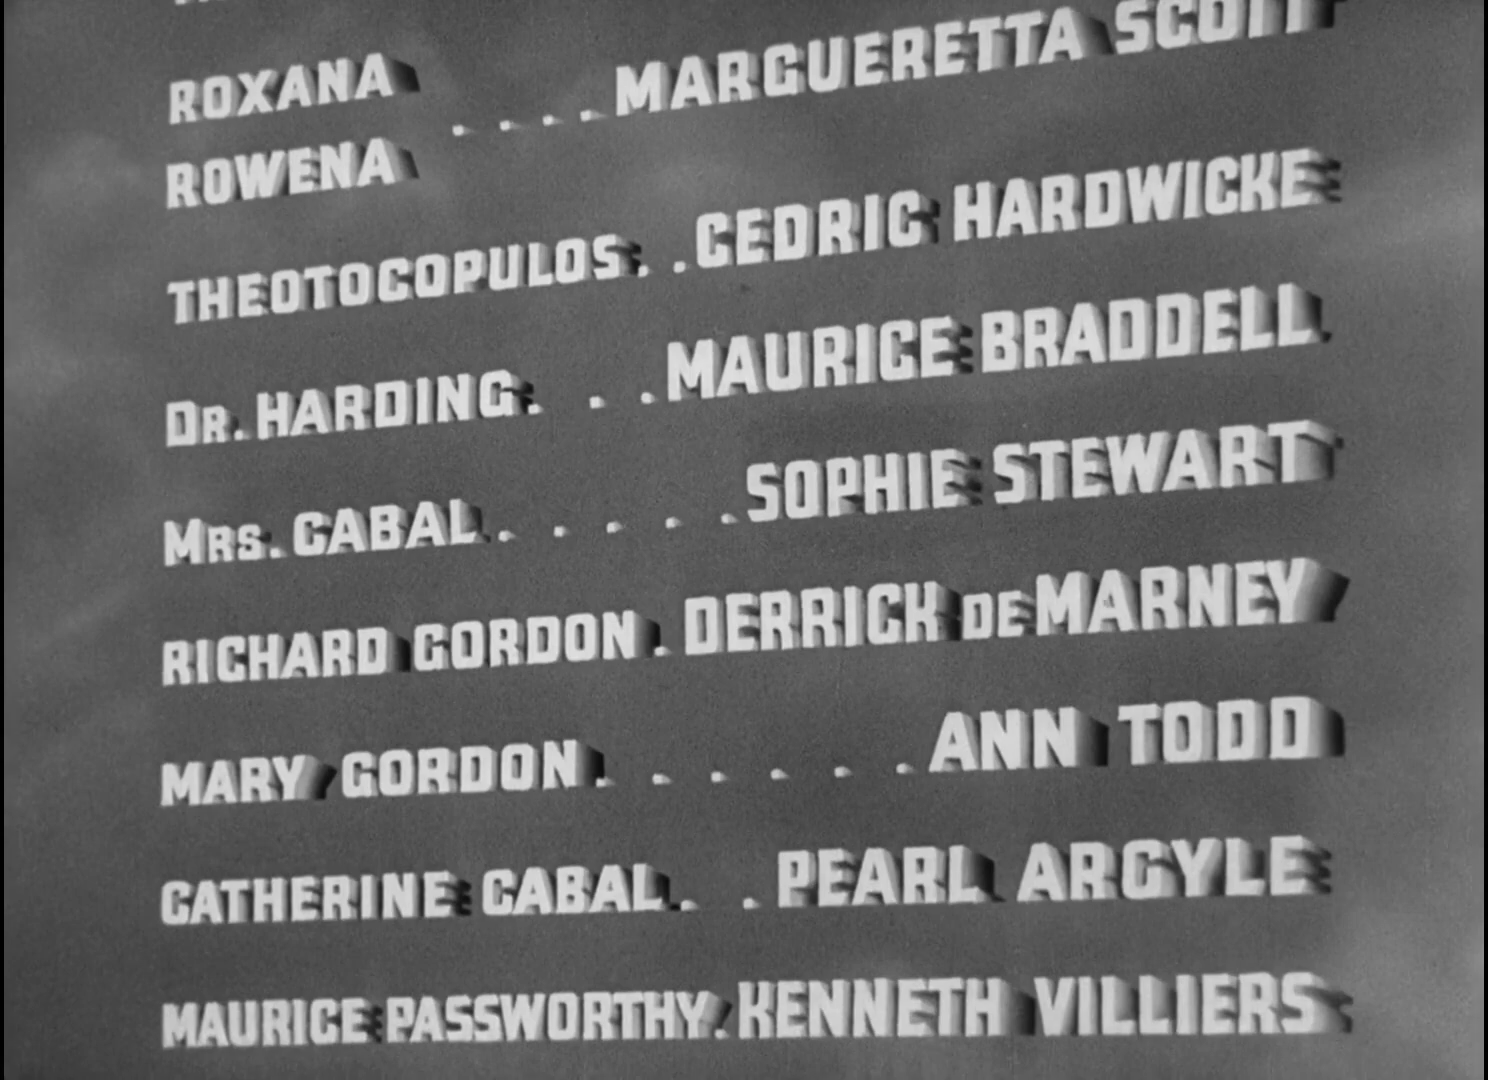 ROXANA
. . . . MARGUERETTA SCOTT
ROWENA
THEOTOCOPULOS. . CEDRIC HARDWICKE
DR. HARDING. . . MAURICE BRADDELL
MRS. CABAL. . . . . SOPHIE STEWART
RICHARD GORDON. DERRICK DE MARNEY
MARY GORDON. . . . . . ANN TODD
CATHERINE CABAL. . PEARL ARGYLE
MAURICE PASSWORTHY. KENNETH VILLIERS